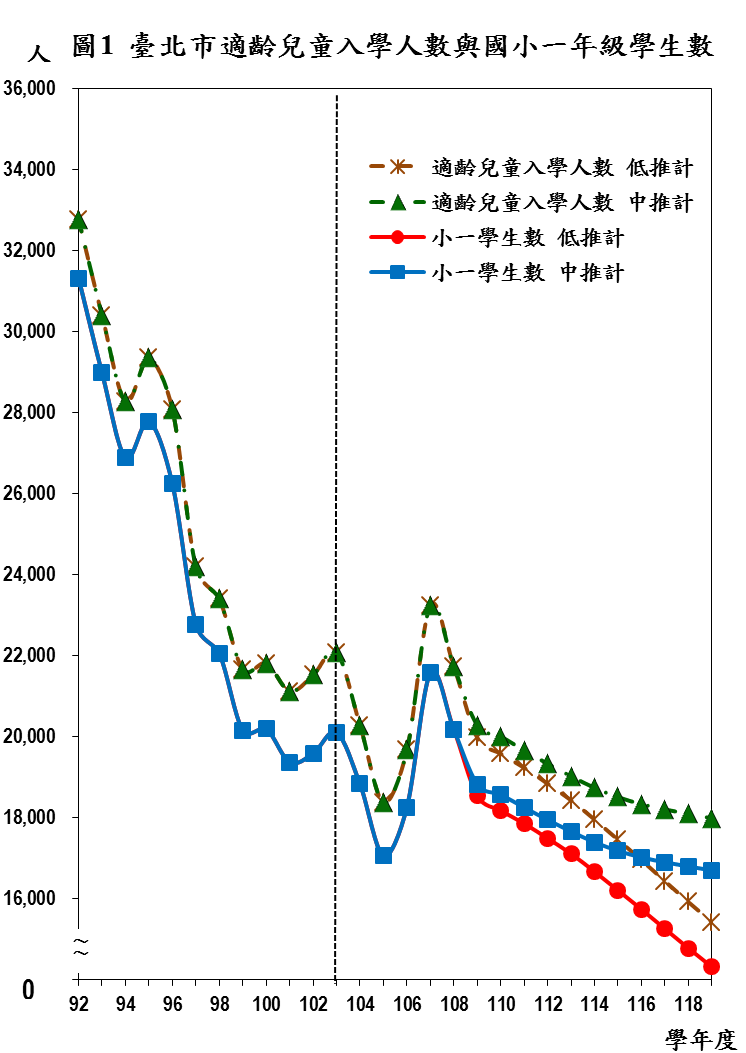 圖1 臺北市適齡兒童入學人數與國小一年級學生數
人
36,000
34,000
32,000
30,000
28,000
26,000
24,000
22,000
20,000
18,000
16,000
0
適齡兒童入學人數 低推計
適齡兒童入學人數 中推計
小一學生數 低推計
小一學生數 中推計
92 94 96 98 100 102 104 106 108 110 112 114 116 118
學年度